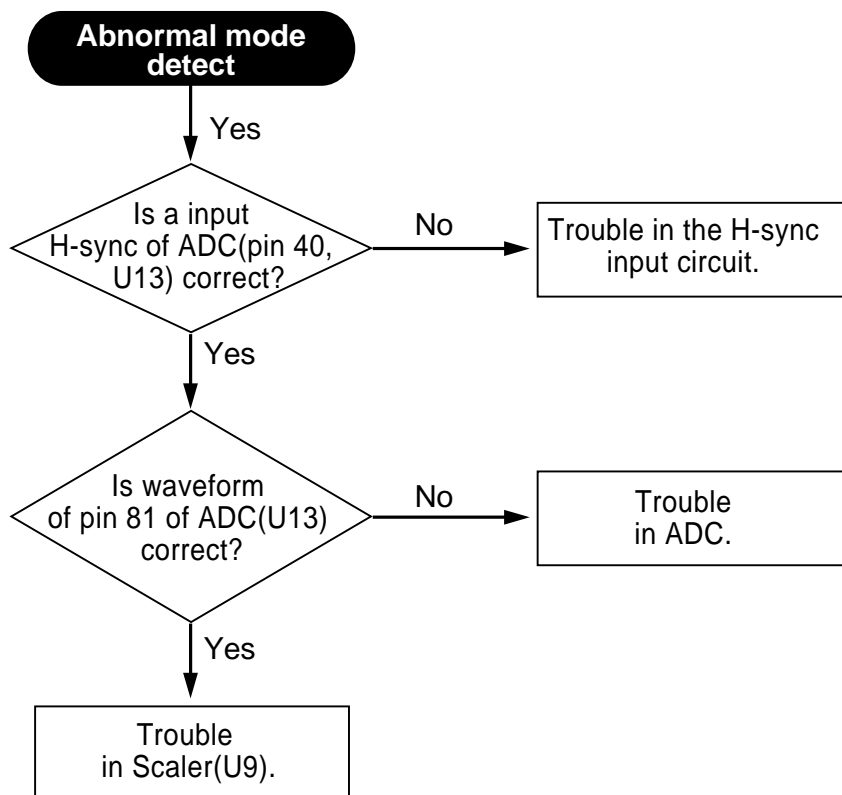 Abnormal mode
detect
Yes
Is a input
H-sync of ADC(pin 40,
U13) correct?
No
Trouble in the H-sync
input circuit.
Yes
Is waveform
of pin 81 of ADC(U13)
correct?
No
Trouble
in ADC.
Yes
Trouble
in Scaler(U9).